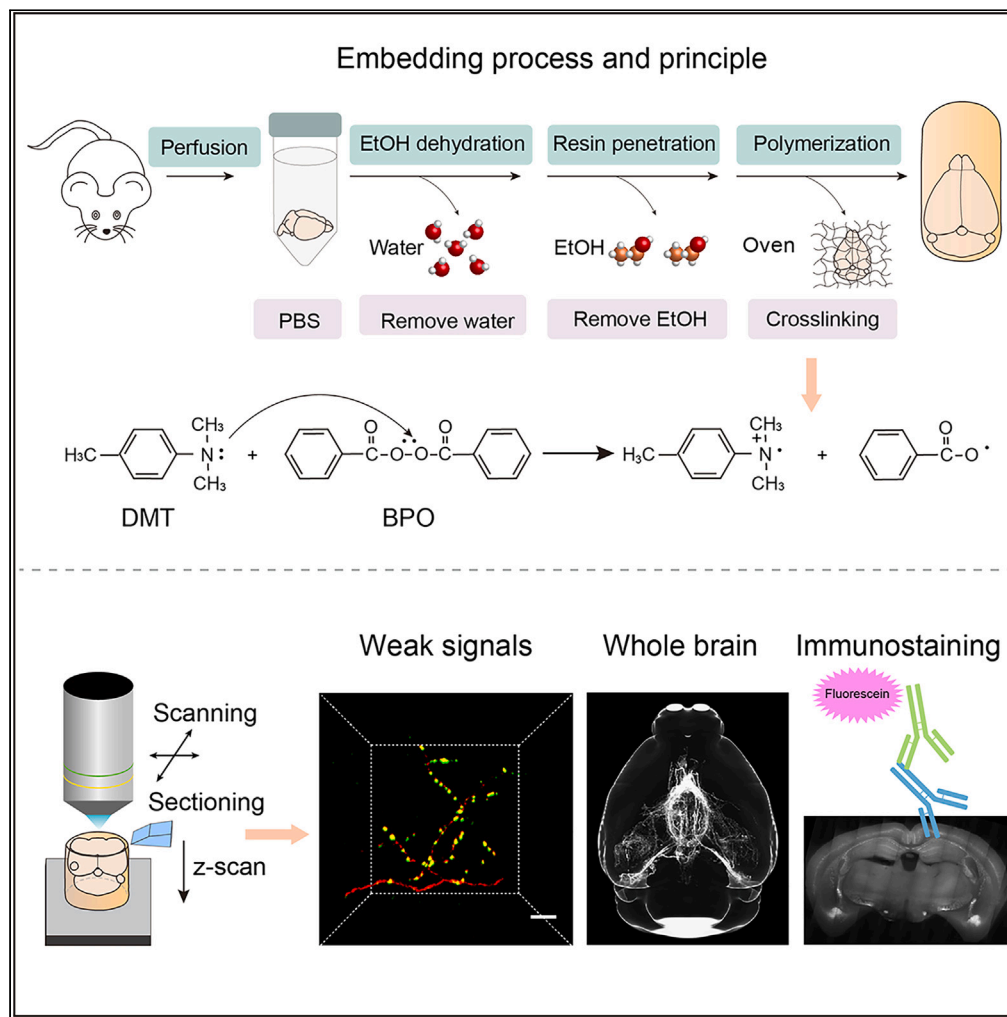 Embedding process and principle
Perfusion
EtOH dehydration
Resin penetration
Polymerization
Water
EtOH
Oven
PBS
Remove water
Remove EtOH
Crosslinking
H₃C
CH₃
N:
CH₃
+
O
C
O
O
O
C
H₃C
CH₃
+
N·
CH₃
+
O
C
O·
DMT
BPO
Weak signals
Whole brain
Immunostaining
Fluorescein
Scanning
Sectioning
z-scan